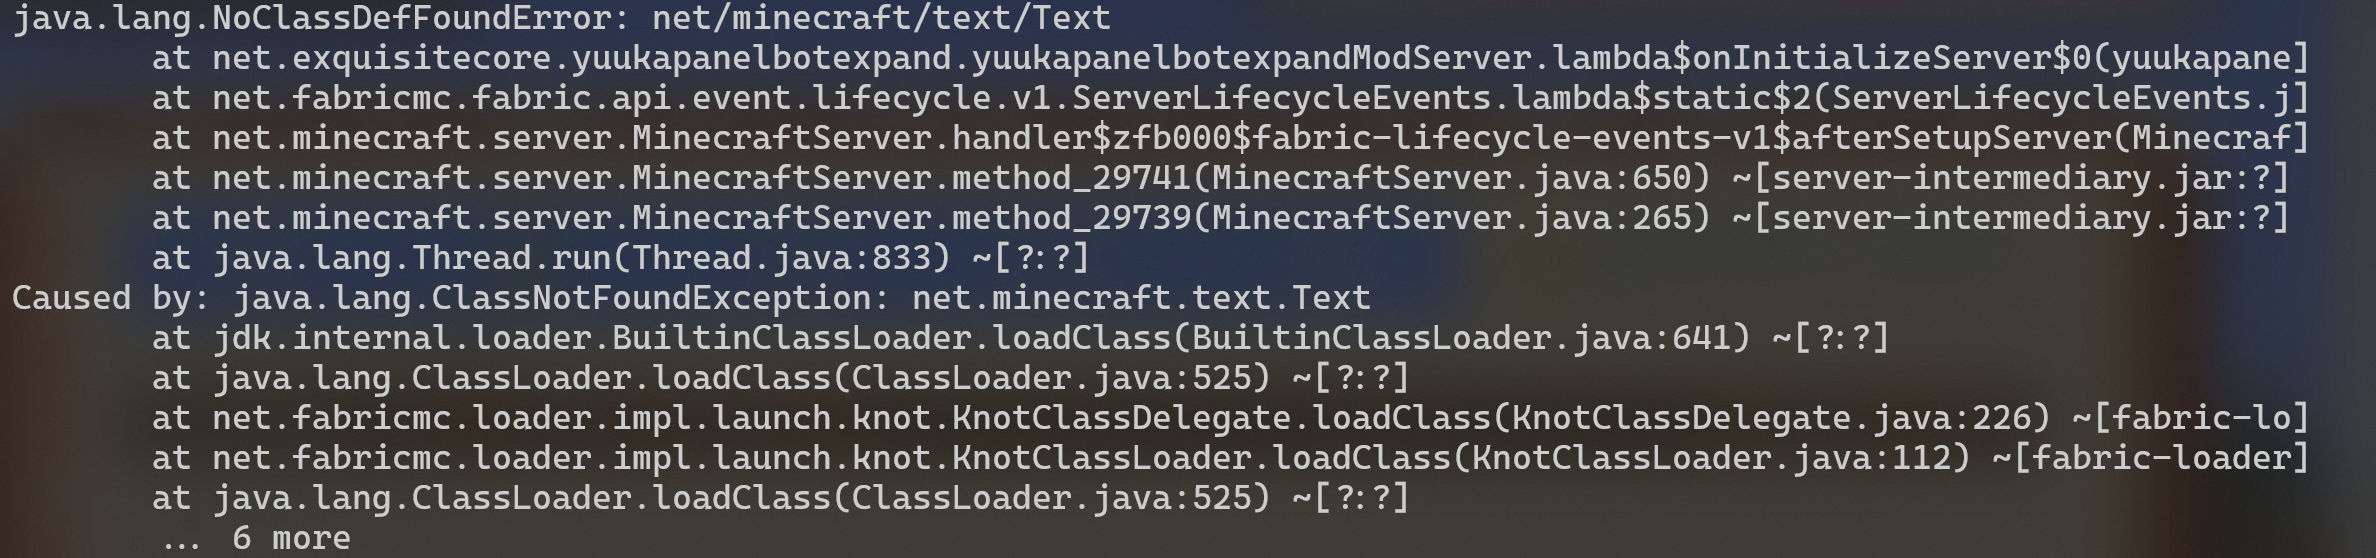 java.lang.NoClassDefFoundError: net/minecraft/text/Text
at net.exquisitecore.yuukapanelbotexpand.yuukapanelbotexpandModServer.lambda$onInitializeServer$0(yuukapane]
at net.fabricmc.fabric.api.event.lifecycle.v1.ServerLifecycleEvents.lambda$static$2(ServerLifecycleEvents.j]
at net.minecraft.server.MinecraftServer.handler$zfb000$fabric-lifecycle-events-v1$afterSetupServer(Minecraf]
at net.minecraft.server.MinecraftServer.method_29741(MinecraftServer.java:650) ~[server-intermediary.jar:?]
at net.minecraft.server.MinecraftServer.method_29739(MinecraftServer.java:265) ~[server-intermediary.jar:?]
at java.lang.Thread.run(Thread.java:833) ~[?:?]
Caused by: java.lang.ClassNotFoundException: net.minecraft.text.Text
at jdk.internal.loader.BuiltinClassLoader.loadClass(BuiltinClassLoader.java:641) ~[?:?]
at java.lang.ClassLoader.loadClass(ClassLoader.java:525) ~[?:?]
at net.fabricmc.loader.impl.launch.knot.KnotClassDelegate.loadClass(KnotClassDelegate.java:226) ~[fabric-lo]
at net.fabricmc.loader.impl.launch.knot.KnotClassLoader.loadClass(KnotClassLoader.java:112) ~[fabric-loader]
at java.lang.ClassLoader.loadClass(ClassLoader.java:525) ~[?:?]
... 6 more